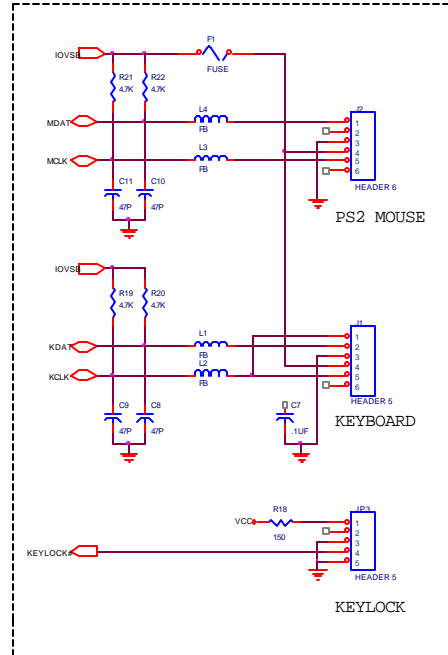 IOVSB
F1
FUSE
R21
4.7K
R22
4.7K
J2
L4
FB
MDAT
1
2
3
4
5
6
L3
FB
MCLK
C11
47P
C10
47P
HEADER 6
PS2 MOUSE
IOVSB
R19
4.7K
R20
4.7K
J1
L1
FB
KDAT
1
2
3
4
5
6
L2
FB
KCLK
HEADER 5
C9
47P
C8
47P
C7
.1UF
KEYBOARD
R18
150
VCC
JP3
1
2
3
4
5
KEYLOCK#
HEADER 5
KEYLOCK